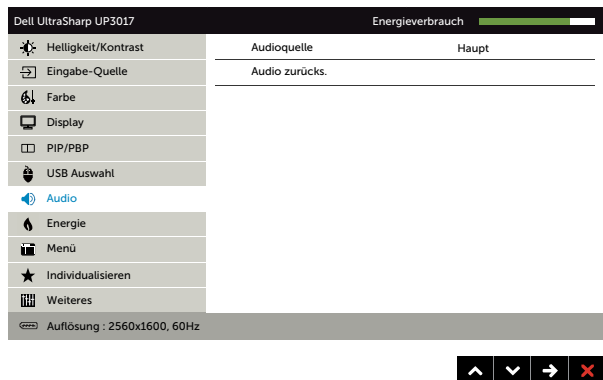 Dell UltraSharp UP3017 Energieverbrauch
Helligkeit/Kontrast Audioquelle Haupt
Eingabe-Quelle Audio zurücks.
Farbe
Display
PIP/PBP
USB Auswahl
Audio
Energie
Menü
Individualisieren
Weiteres
Auflösung : 2560x1600, 60Hz